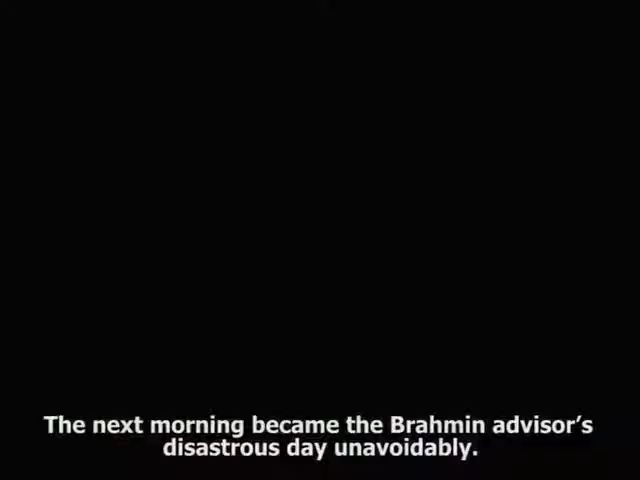 The next morning became the Brahmin advisor’s
disastrous day unavoidably.